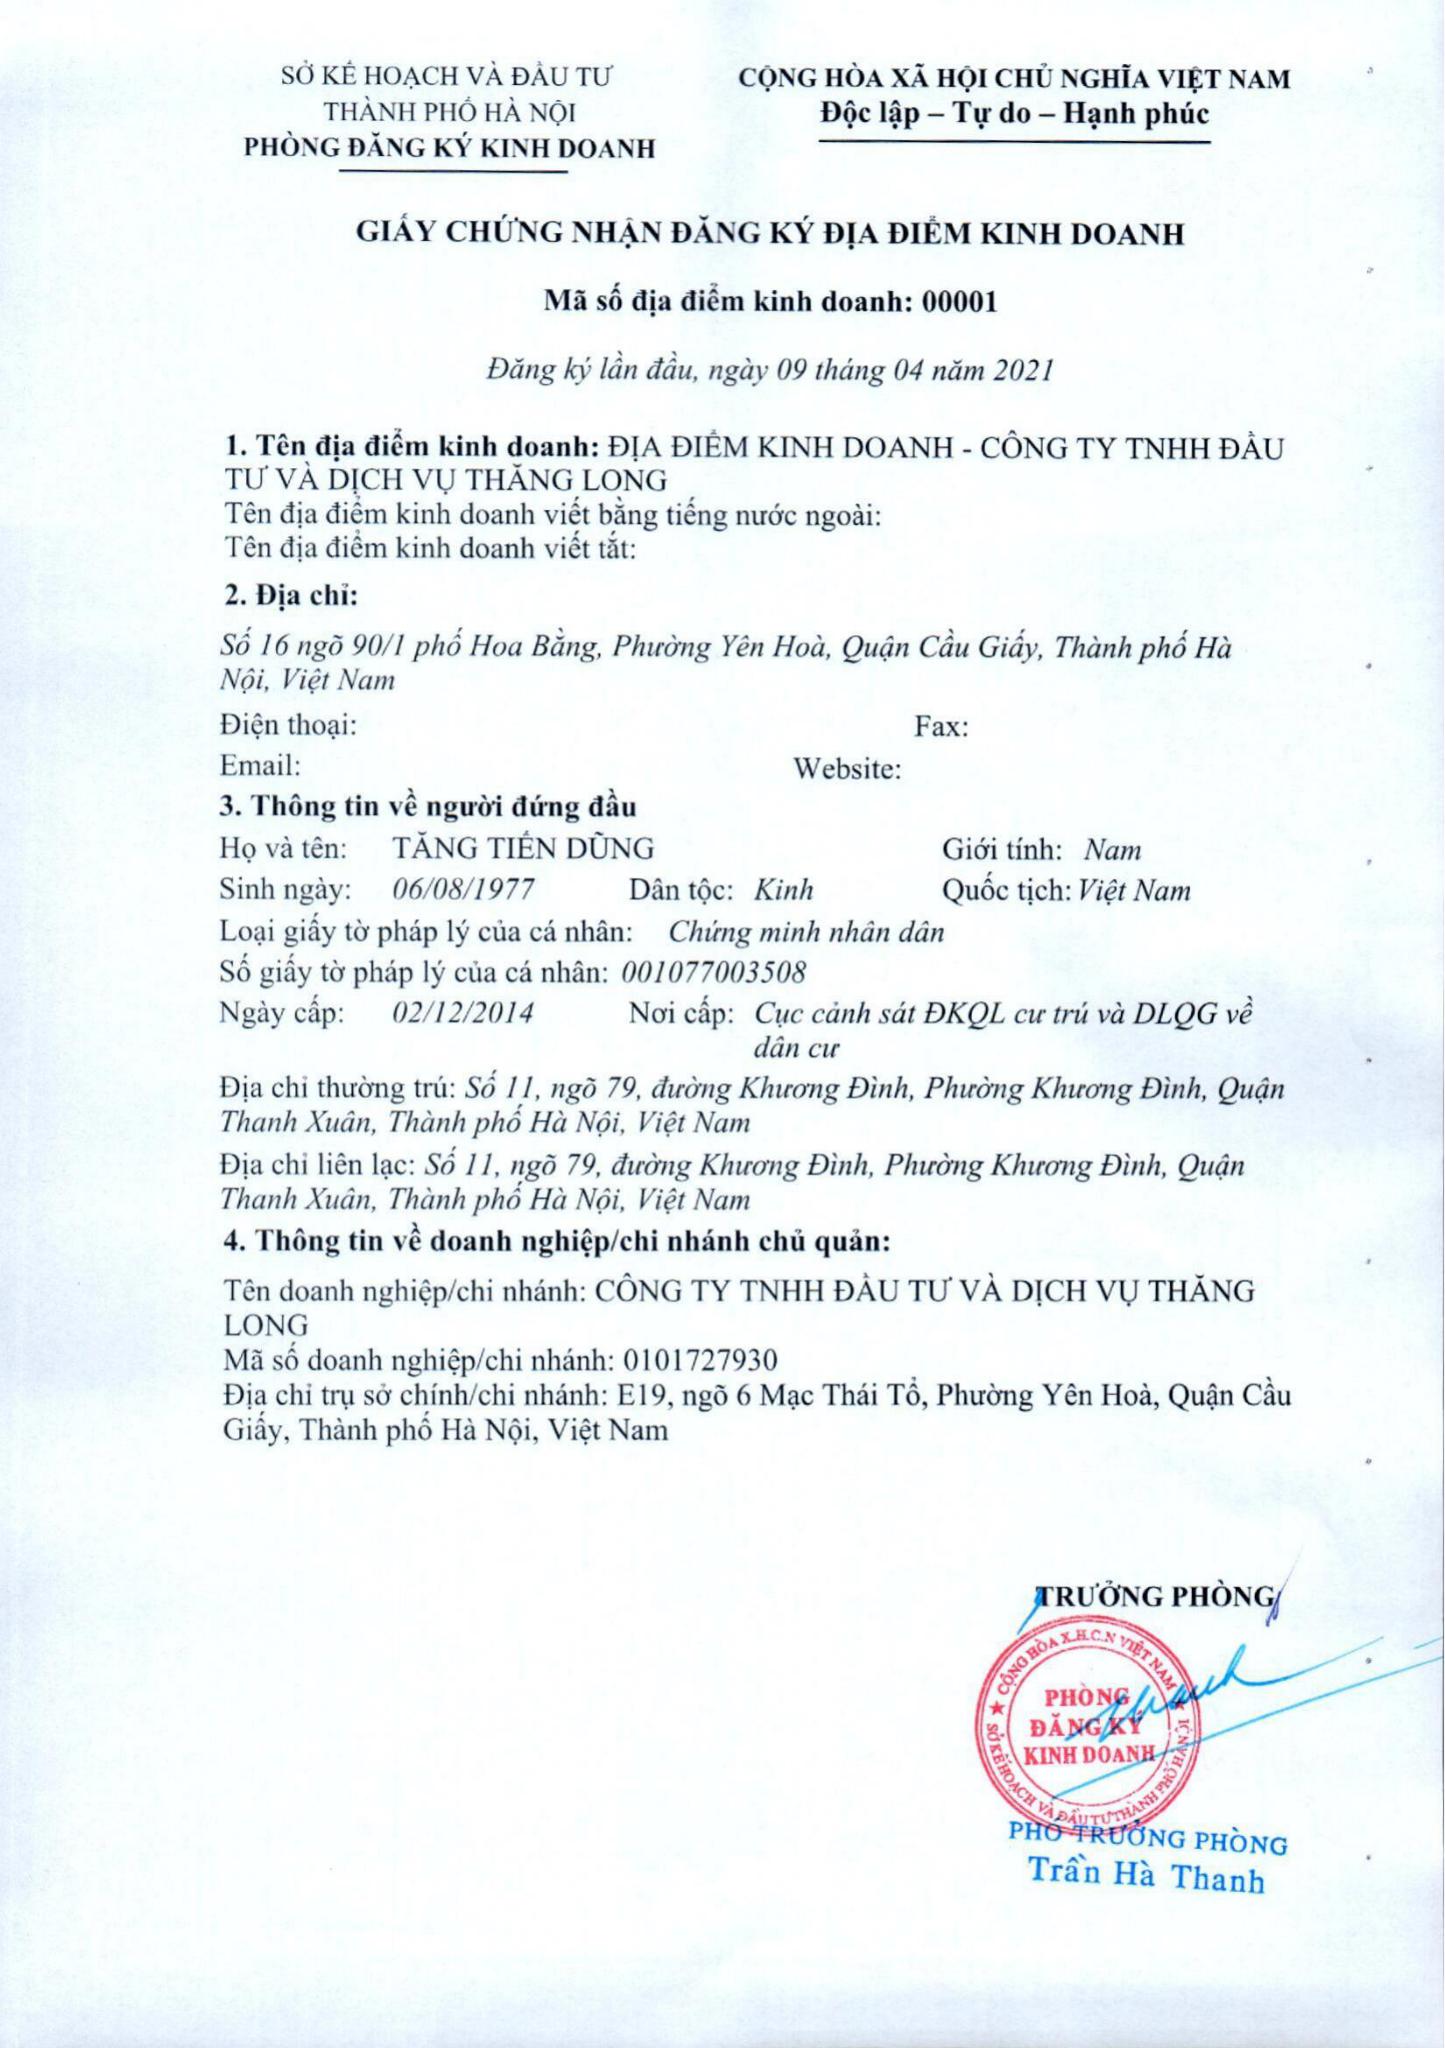 SỞ KẾ HOẠCH VÀ ĐẦU TƯ
THÀNH PHỐ HÀ NỘI
PHÒNG ĐĂNG KÝ KINH DOANH
CỘNG HÒA XÃ HỘI CHỦ NGHĨA VIỆT NAM
Độc lập – Tự do – Hạnh phúc
GIẤY CHỨNG NHẬN ĐĂNG KÝ ĐỊA ĐIỂM KINH DOANH
Mã số địa điểm kinh doanh: 00001
Đăng ký lần đầu, ngày 09 tháng 04 năm 2021
1. Tên địa điểm kinh doanh: ĐỊA ĐIỂM KINH DOANH - CÔNG TY TNHH ĐẦU
TƯ VÀ DỊCH VỤ THĂNG LONG
Tên địa điểm kinh doanh viết bằng tiếng nước ngoài:
Tên địa điểm kinh doanh viết tắt:
2. Địa chỉ:
Số 16 ngõ 90/1 phố Hoa Bằng, Phường Yên Hoà, Quận Cầu Giấy, Thành phố Hà
Nội, Việt Nam
Điện thoại: Fax:
Email: Website:
3. Thông tin về người đứng đầu
Họ và tên: TĂNG TIẾN DŨNG Giới tính: Nam
Sinh ngày: 06/08/1977 Dân tộc: Kinh Quốc tịch: Việt Nam
Loại giấy tờ pháp lý của cá nhân: Chứng minh nhân dân
Số giấy tờ pháp lý của cá nhân: 001077003508
Ngày cấp: 02/12/2014 Nơi cấp: Cục cảnh sát ĐKQL cư trú và DLQG về
dân cư
Địa chỉ thường trú: Số 11, ngõ 79, đường Khương Đình, Phường Khương Đình, Quận
Thanh Xuân, Thành phố Hà Nội, Việt Nam
Địa chỉ liên lạc: Số 11, ngõ 79, đường Khương Đình, Phường Khương Đình, Quận
Thanh Xuân, Thành phố Hà Nội, Việt Nam
4. Thông tin về doanh nghiệp/chi nhánh chủ quản:
Tên doanh nghiệp/chi nhánh: CÔNG TY TNHH ĐẦU TƯ VÀ DỊCH VỤ THĂNG
LONG
Mã số doanh nghiệp/chi nhánh: 0101727930
Địa chỉ trụ sở chính/chi nhánh: E19, ngõ 6 Mạc Thái Tổ, Phường Yên Hoà, Quận Cầu
Giấy, Thành phố Hà Nội, Việt Nam
TRƯỞNG PHÒNG
CỘNG HÒA X.H.C.N VIỆT NAM
PHÒNG
ĐĂNG KÝ
KINH DOANH
SỞ KẾ HOẠCH VÀ ĐẦU TƯ THÀNH PHỐ HÀ NỘI
Thanh
PHÓ TRƯỞNG PHÒNG
Trần Hà Thanh